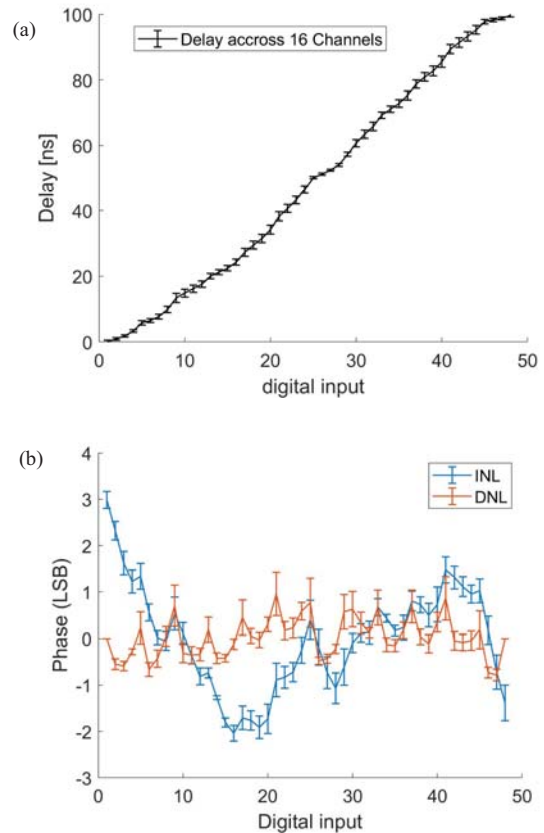 (a)
100
Delay accross 16 Channels
80
60
Delay [ns]
40
20
0
0 10 20 30 40 50
digital input
(b)
4
INL
3
DNL
2
1
Phase (LSB)
0
-1
-2
-3
0 10 20 30 40 50
Digital input